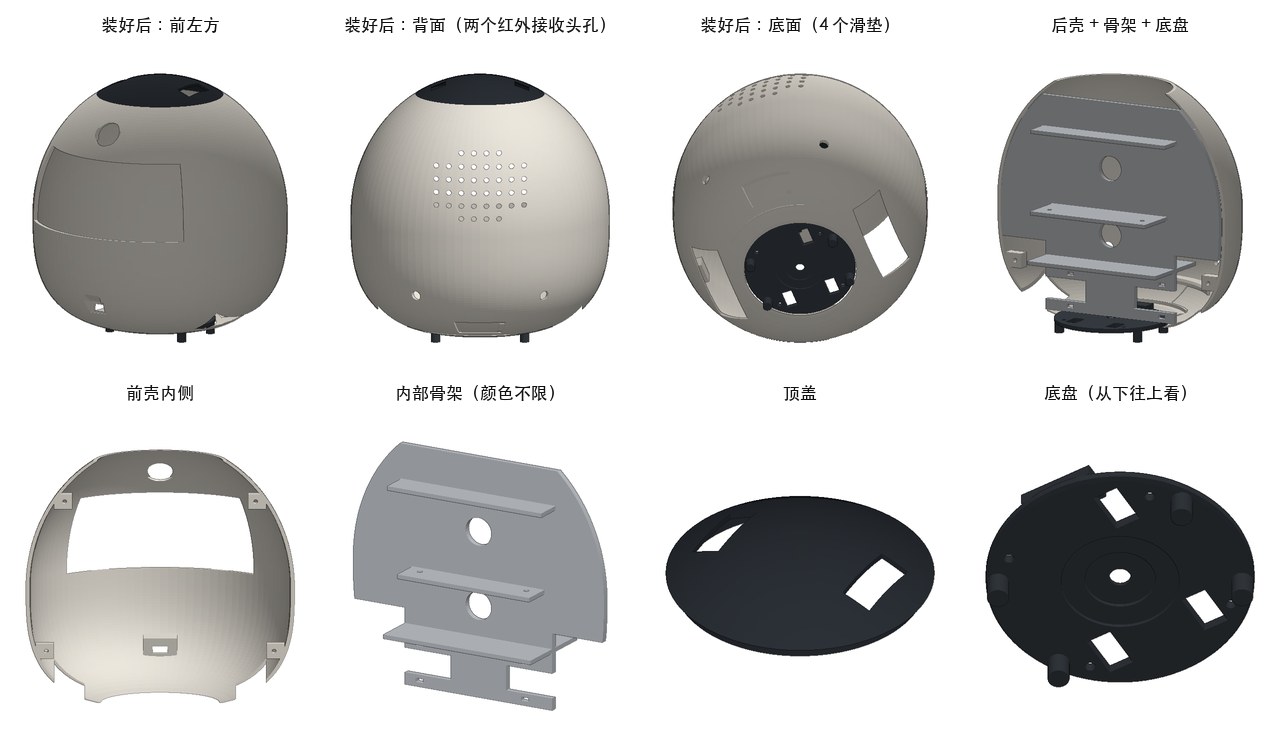 装好后：前左方
装好后：背面（两个红外接收头孔）
装好后：底面（4个滑垫）
后壳+骨架+底盘
前壳内侧
内部骨架（颜色不限）
顶盖
底盘（从下往上看）